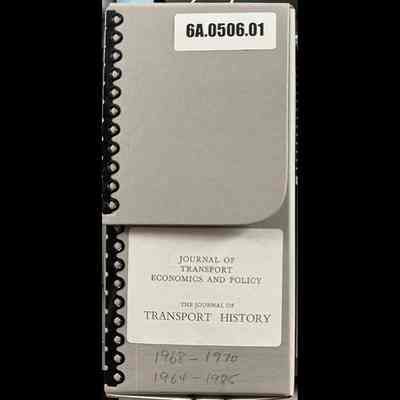 6A.0506.01
JOURNAL OF
TRANSPORT
ECONOMICS AND POLICY
THE JOURNAL OF
TRANSPORT HISTORY
1968 - 1970
1964 - 1986